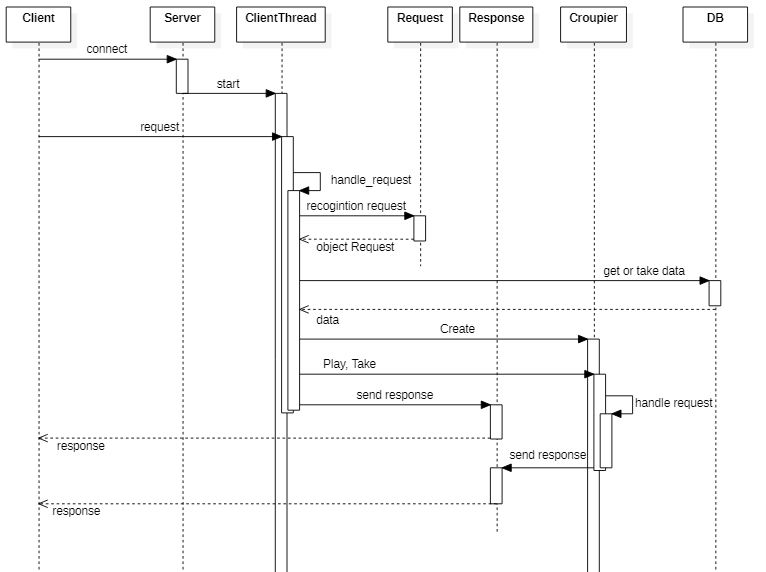 Client
Server
ClientThread
Request
Response
Croupier
DB
connect
start
request
handle_request
recogintion request
object Request
get or take data
data
Create
Play, Take
send response
handle request
response
send response
response